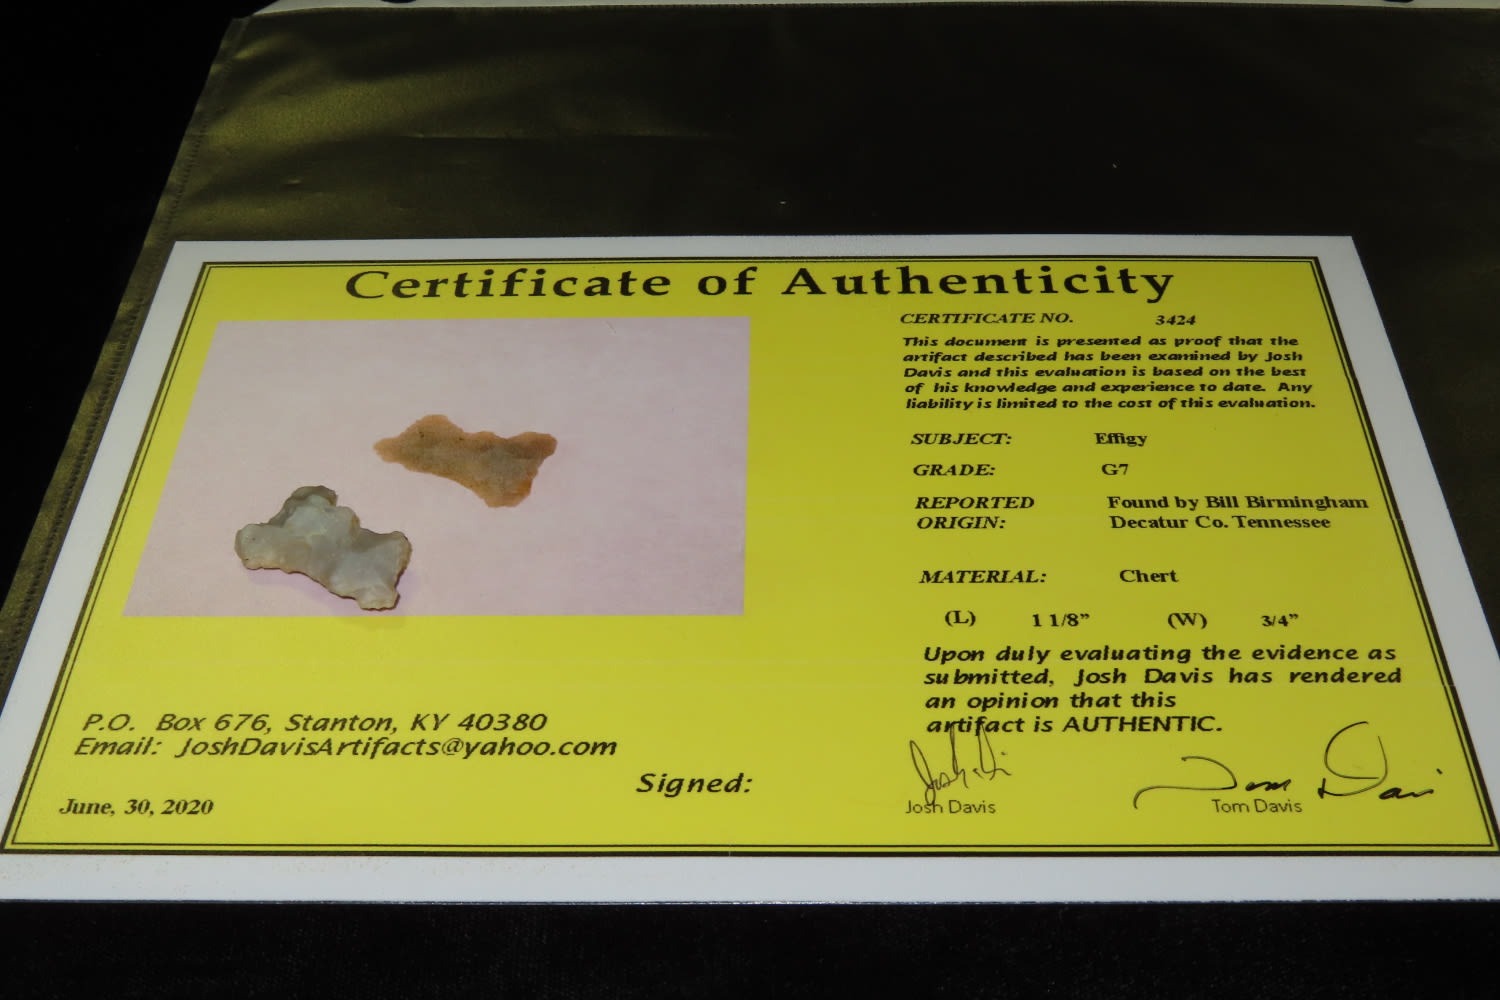 Certificate of Authenticity
CERTIFICATE NO. 3424
This document is presented as proof that the
artifact described has been examined by Josh
Davis and this evaluation is based on the best
of his knowledge and experience to date. Any
liability is limited to the cost of this evaluation.
SUBJECT: Effigy
GRADE: G7
REPORTED Found by Bill Birmingham
ORIGIN: Decatur Co. Tennessee
MATERIAL: Chert
(L) 1 1/8” (W) 3/4”
Upon duly evaluating the evidence as
submitted, Josh Davis has rendered
an opinion that this
artifact is AUTHENTIC.
P.O. Box 676, Stanton, KY 40380
Email: JoshDavisArtifacts@yahoo.com
Signed:
Tom Davis
Josh Davis Tom Davis
June, 30, 2020